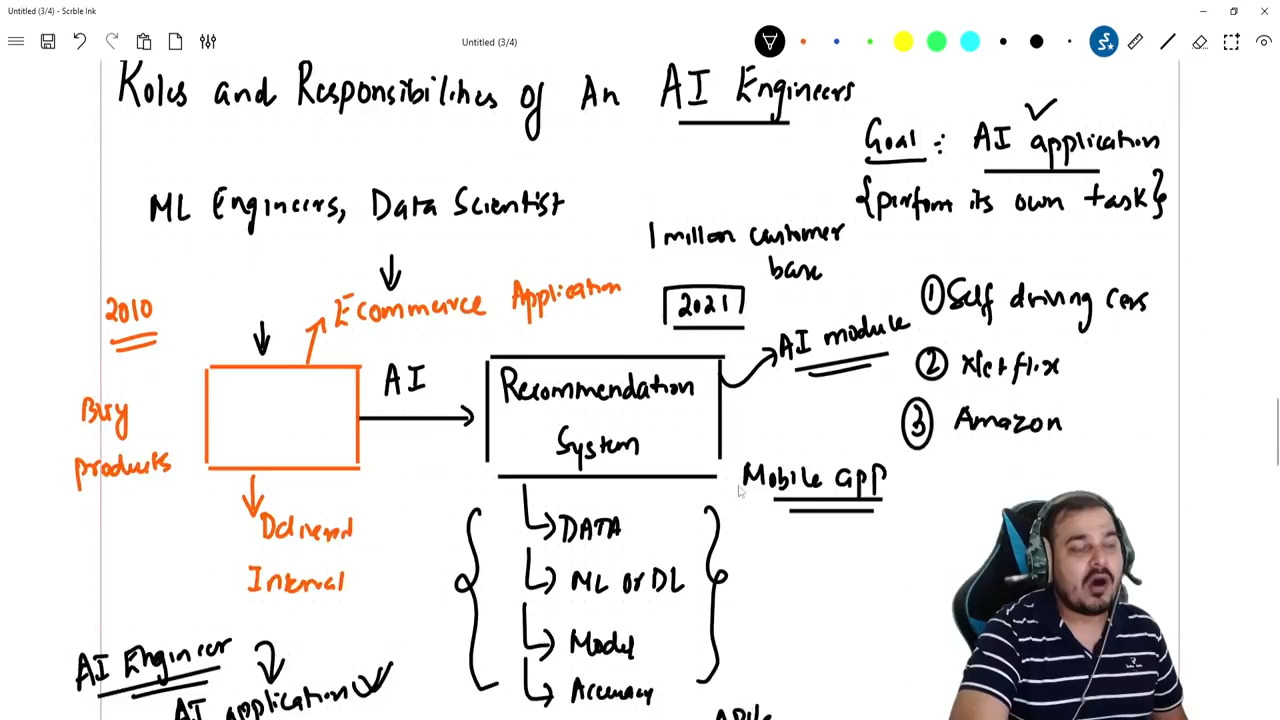 Untitled (3/4) - Scrble Ink
Untitled (3/4)
Roles and Responsibilities of An AI Engineers
Goal : AI application
{perform its own task}
ML Engineers, Data Scientist
1 millon customer
base
2010
Ecommerce Application
2021
AI module
① Self driving cars
② Netflix
③ Amazon
Buy
products
AI
Recommendation
System
Mobile app
Internal
DATA
ML or DL
Model
Accuracy
AI Engineer
AI application